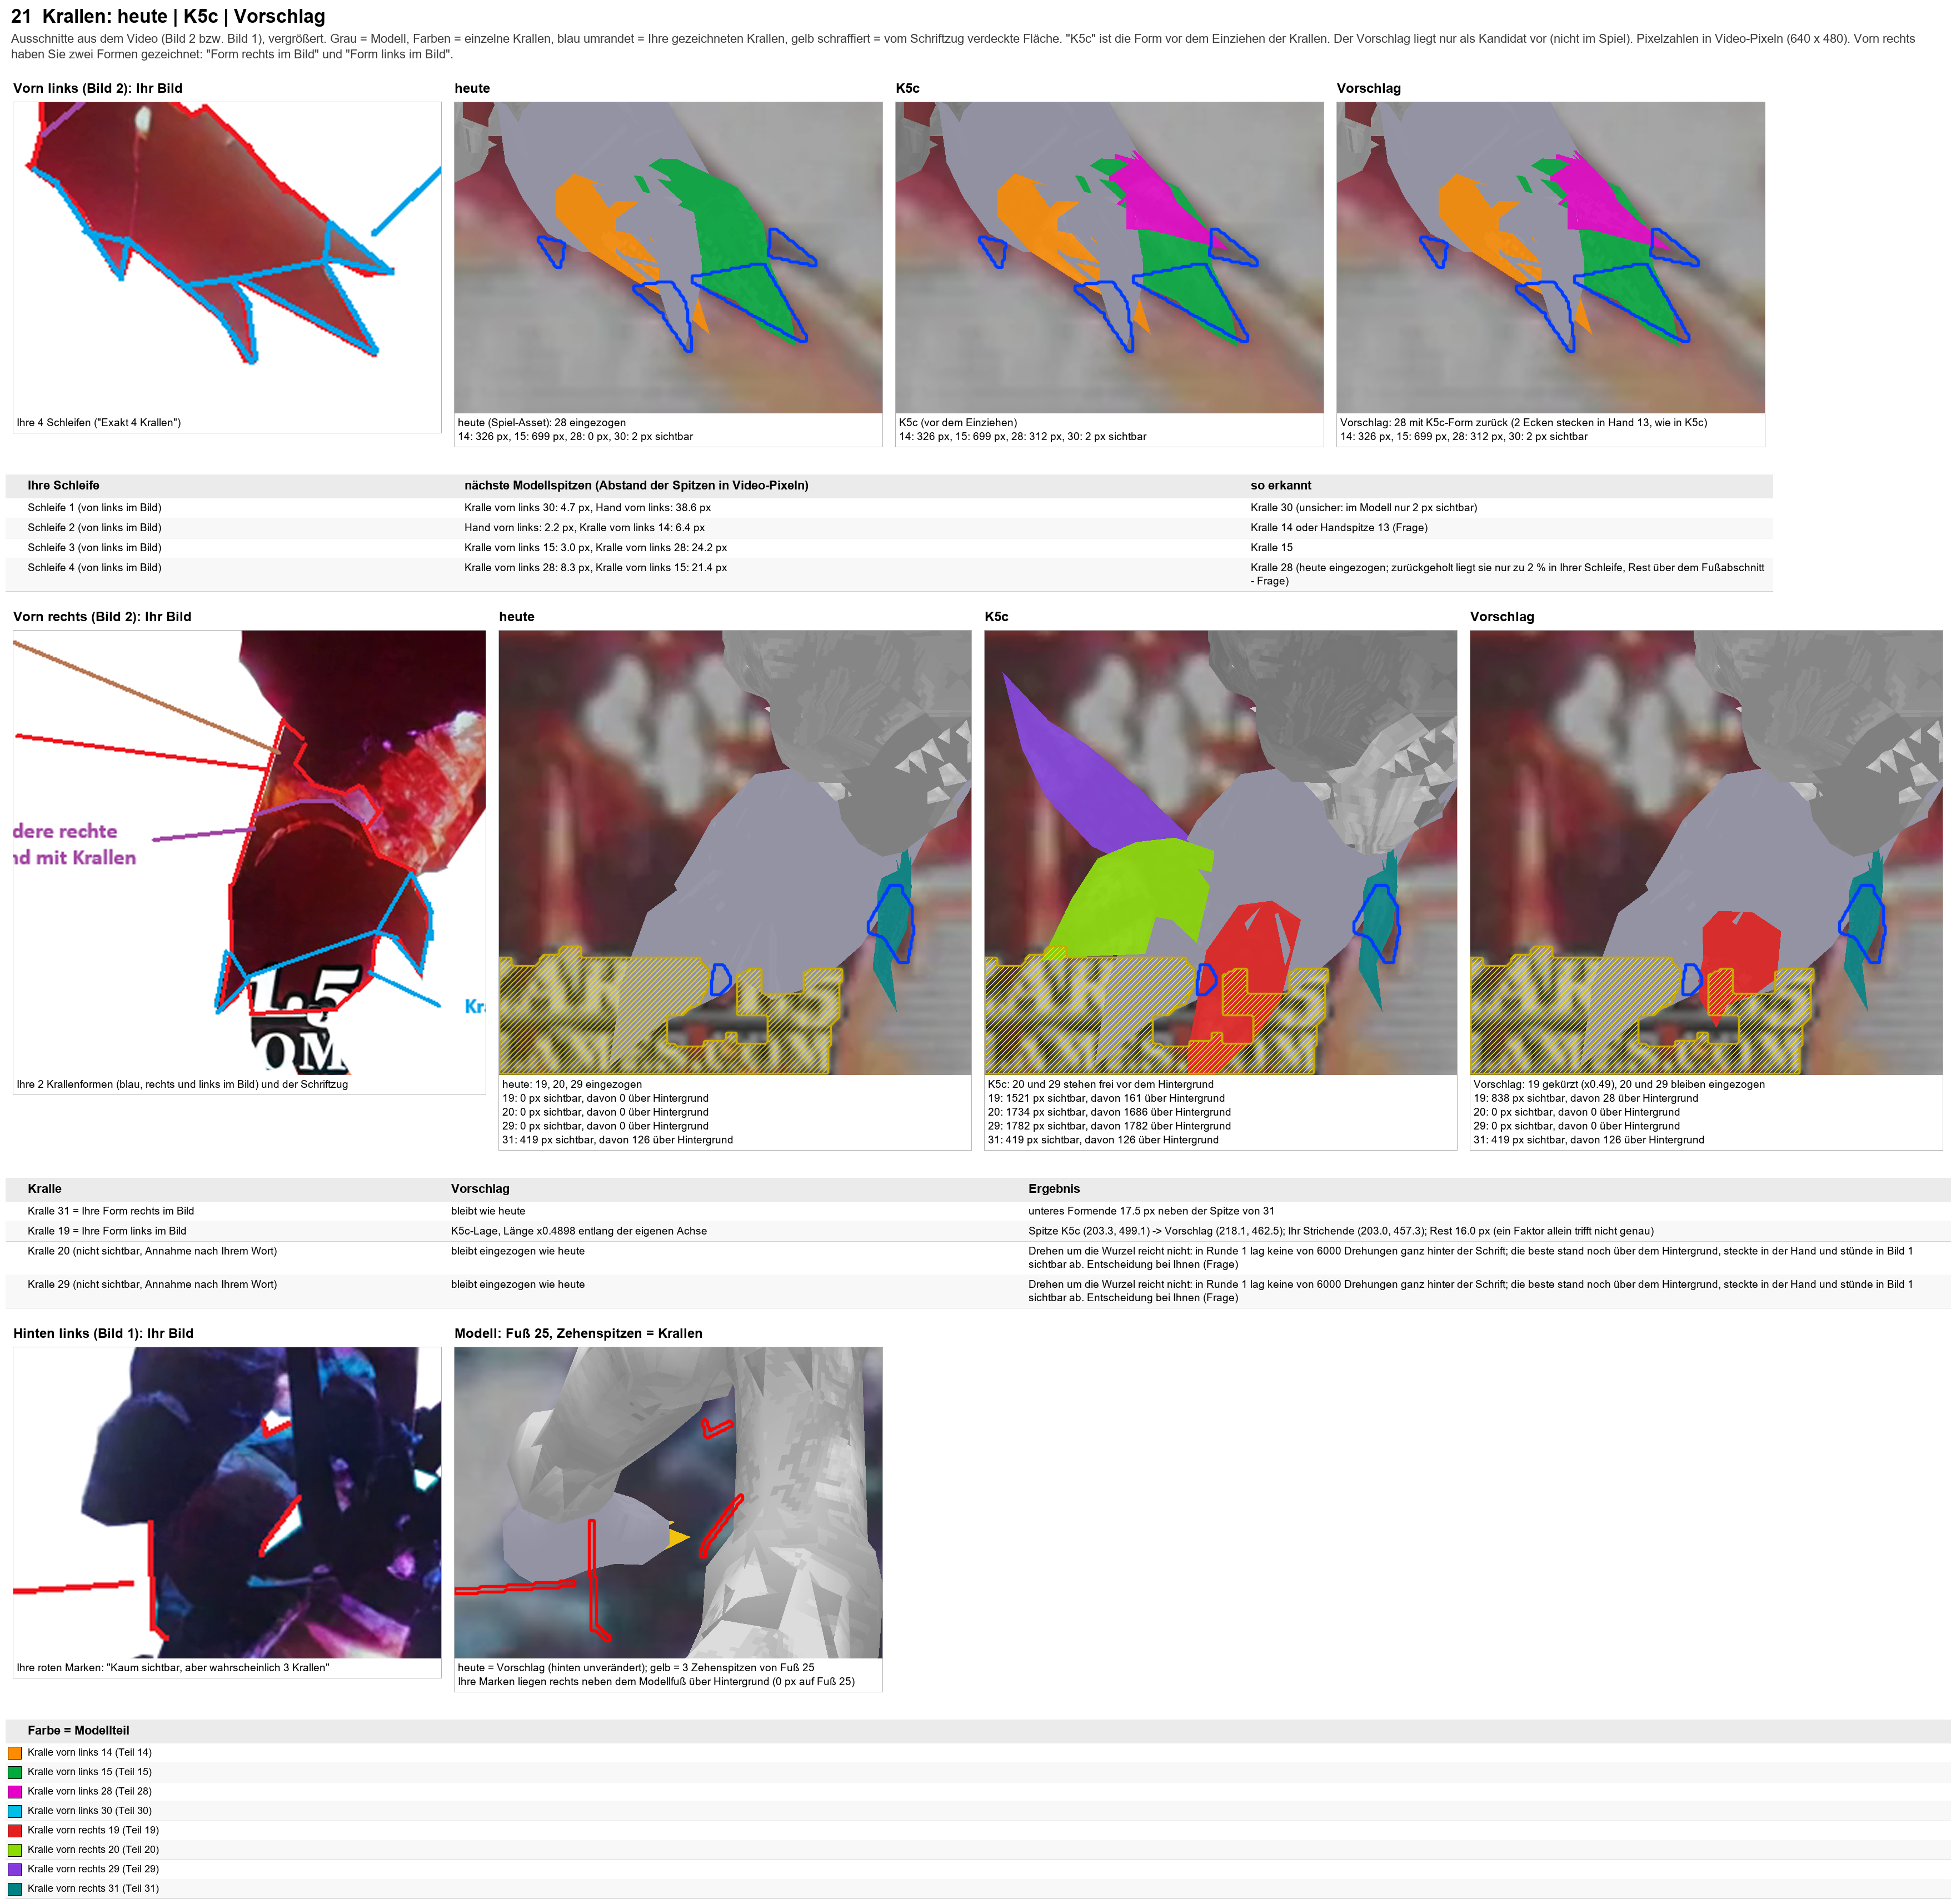 21 Krallen: heute | K5c | Vorschlag
Ausschnitte aus dem Video (Bild 2 bzw. Bild 1), vergrößert. Grau = Modell, Farben = einzelne Krallen, blau umrandet = Ihre gezeichneten Krallen, gelb schraffiert = vom Schriftzug verdeckte Fläche. "K5c" ist die Form vor dem Einziehen der Krallen. Der Vorschlag liegt nur als Kandidat vor (nicht im Spiel). Pixelzahlen in Video-Pixeln (640 x 480). Vorn rechts
haben Sie zwei Formen gezeichnet: "Form rechts im Bild" und "Form links im Bild".
Vorn links (Bild 2): Ihr Bild
heute
K5c
Vorschlag
Ihre 4 Schleifen ("Exakt 4 Krallen")
heute (Spiel-Asset): 28 eingezogen
14: 326 px, 15: 699 px, 28: 0 px, 30: 2 px sichtbar
K5c (vor dem Einziehen)
14: 326 px, 15: 699 px, 28: 312 px, 30: 2 px sichtbar
Vorschlag: 28 mit K5c-Form zurück (2 Ecken stecken in Hand 13, wie in K5c)
14: 326 px, 15: 699 px, 28: 312 px, 30: 2 px sichtbar
Ihre Schleife
nächste Modellspitzen (Abstand der Spitzen in Video-Pixeln)
so erkannt
Schleife 1 (von links im Bild)
Kralle vorn links 30: 4.7 px, Hand vorn links: 38.6 px
Kralle 30 (unsicher: im Modell nur 2 px sichtbar)
Schleife 2 (von links im Bild)
Hand vorn links: 2.2 px, Kralle vorn links 14: 6.4 px
Kralle 14 oder Handspitze 13 (Frage)
Schleife 3 (von links im Bild)
Kralle vorn links 15: 3.0 px, Kralle vorn links 28: 24.2 px
Kralle 15
Schleife 4 (von links im Bild)
Kralle vorn links 28: 8.3 px, Kralle vorn links 15: 21.4 px
Kralle 28 (heute eingezogen; zurückgeholt liegt sie nur zu 2 % in Ihrer Schleife, Rest über dem Fußabschnitt
- Frage)
Vorn rechts (Bild 2): Ihr Bild
heute
K5c
Vorschlag
dere rechte
nd mit Krallen
1.5
Kr
OM
Ihre 2 Krallenformen (blau, rechts und links im Bild) und der Schriftzug
heute: 19, 20, 29 eingezogen
19: 0 px sichtbar, davon 0 über Hintergrund
20: 0 px sichtbar, davon 0 über Hintergrund
29: 0 px sichtbar, davon 0 über Hintergrund
31: 419 px sichtbar, davon 126 über Hintergrund
K5c: 20 und 29 stehen frei vor dem Hintergrund
19: 1521 px sichtbar, davon 161 über Hintergrund
20: 1734 px sichtbar, davon 1686 über Hintergrund
29: 1782 px sichtbar, davon 1782 über Hintergrund
31: 419 px sichtbar, davon 126 über Hintergrund
Vorschlag: 19 gekürzt (x0.49), 20 und 29 bleiben eingezogen
19: 838 px sichtbar, davon 28 über Hintergrund
20: 0 px sichtbar, davon 0 über Hintergrund
29: 0 px sichtbar, davon 0 über Hintergrund
31: 419 px sichtbar, davon 126 über Hintergrund
Kralle
Vorschlag
Ergebnis
Kralle 31 = Ihre Form rechts im Bild
bleibt wie heute
unteres Formende 17.5 px neben der Spitze von 31
Kralle 19 = Ihre Form links im Bild
K5c-Lage, Länge x0.4898 entlang der eigenen Achse
Spitze K5c (203.3, 499.1) -> Vorschlag (218.1, 462.5); Ihr Strichende (203.0, 457.3); Rest 16.0 px (ein Faktor allein trifft nicht genau)
Kralle 20 (nicht sichtbar, Annahme nach Ihrem Wort)
bleibt eingezogen wie heute
Drehen um die Wurzel reicht nicht: in Runde 1 lag keine von 6000 Drehungen ganz hinter der Schrift; die beste stand noch über dem Hintergrund, steckte in der Hand und stünde in Bild 1
sichtbar ab. Entscheidung bei Ihnen (Frage)
Kralle 29 (nicht sichtbar, Annahme nach Ihrem Wort)
bleibt eingezogen wie heute
Drehen um die Wurzel reicht nicht: in Runde 1 lag keine von 6000 Drehungen ganz hinter der Schrift; die beste stand noch über dem Hintergrund, steckte in der Hand und stünde in Bild 1
sichtbar ab. Entscheidung bei Ihnen (Frage)
Hinten links (Bild 1): Ihr Bild
Modell: Fuß 25, Zehenspitzen = Krallen
Ihre roten Marken: "Kaum sichtbar, aber wahrscheinlich 3 Krallen"
heute = Vorschlag (hinten unverändert); gelb = 3 Zehenspitzen von Fuß 25
Ihre Marken liegen rechts neben dem Modellfuß über Hintergrund (0 px auf Fuß 25)
Farbe = Modellteil
Kralle vorn links 14 (Teil 14)
Kralle vorn links 15 (Teil 15)
Kralle vorn links 28 (Teil 28)
Kralle vorn links 30 (Teil 30)
Kralle vorn rechts 19 (Teil 19)
Kralle vorn rechts 20 (Teil 20)
Kralle vorn rechts 29 (Teil 29)
Kralle vorn rechts 31 (Teil 31)